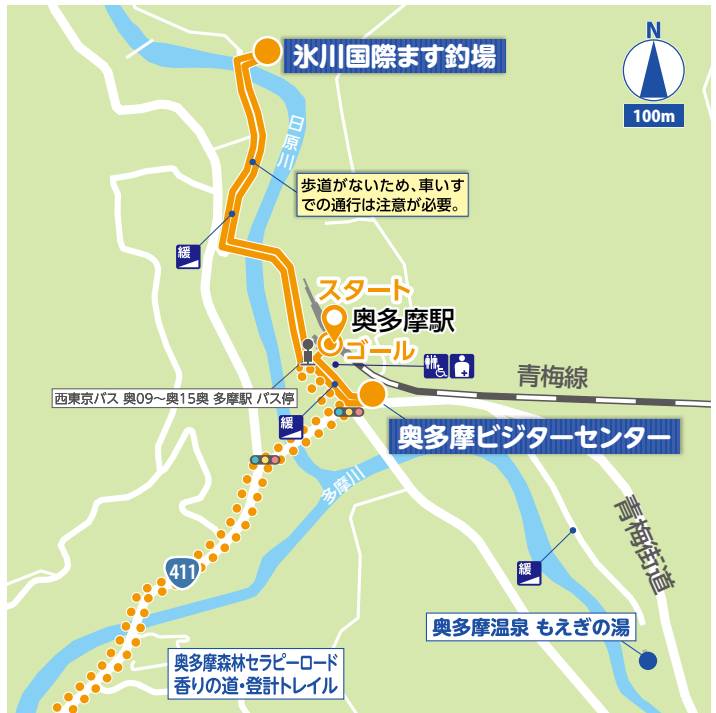 氷川国際ます釣場
N
100m
日原川
歩道がないため、車いす
での通行は注意が必要。
緩
スタート
奥多摩駅
ゴール
青梅線
西東京バス 奥09～奥15奥 多摩駅 バス停
緩
奥多摩ビジターセンター
多摩川
青梅街道
411
緩
奥多摩温泉 もえぎの湯
奥多摩森林セラピーロード
香りの道・登計トレイル